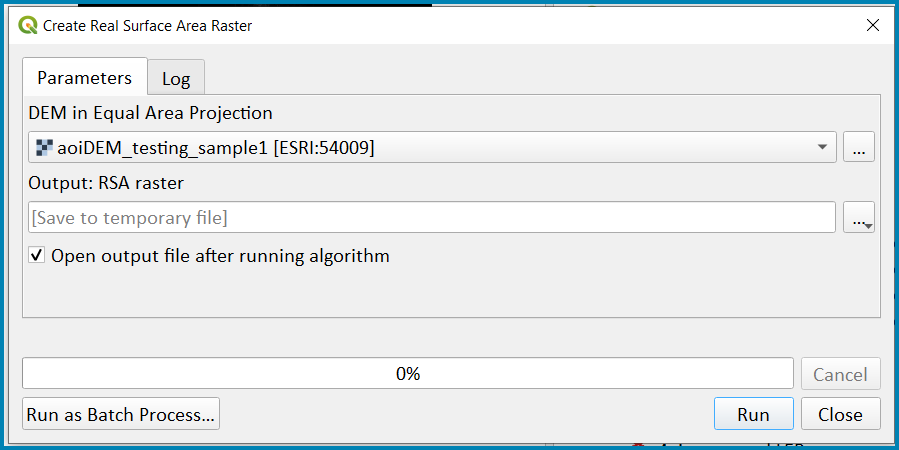 Create Real Surface Area Raster
Parameters
Log
DEM in Equal Area Projection
aoiDEM_testing_sample1 [ESRI:54009]
...
Output: RSA raster
[Save to temporary file]
...
Open output file after running algorithm
0%
Cancel
Run as Batch Process...
Run
Close